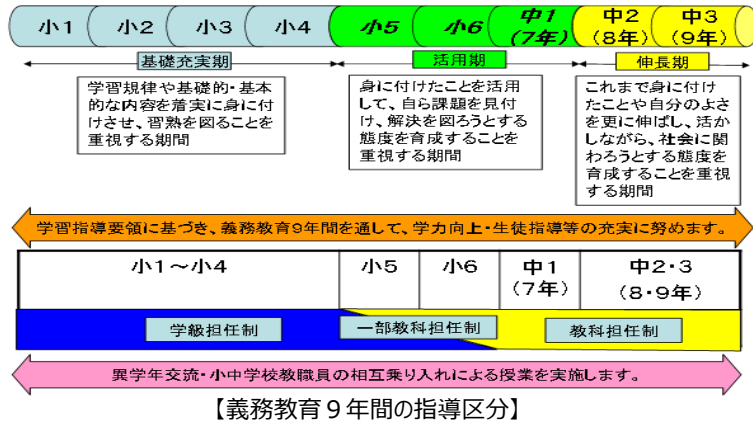 小1 小2 小3 小4 小5 小6 中1 中2 中3
(7年) (8年) (9年)
基礎充実期 活用期 伸長期
学習規律や基礎的・基本
的な内容を着実に身に付
けさせ、習熟を図ることを
重視する期間
身に付けたことを活用
して、自ら課題を見付
け、解決を図ろうとする
態度を育成することを
重視する期間
これまで身に付け
たことや自分のよさ
を更に伸ばし、活か
しながら、社会に関
わろうとする態度を
育成することを重視
する期間
学習指導要領に基づき、義務教育9年間を通して、学力向上・生徒指導等の充実に努めます。
小1～小4 小5 小6 中1 中2・3
(7年) (8・9年)
学級担任制 一部教科担任制 教科担任制
異学年交流・小中学校教職員の相互乗り入れによる授業を実施します。
【義務教育９年間の指導区分】